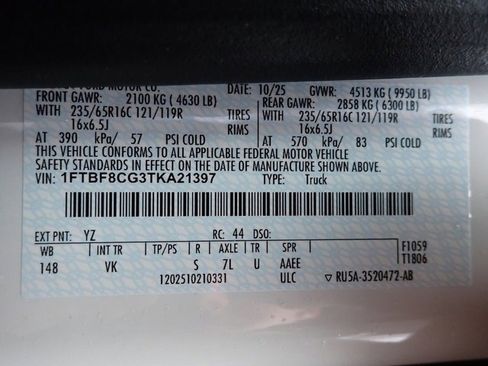 FORD MOTOR CO. DATE: 10/25 GVWR: 4513 KG ( 9950 LB)
FRONT GAWR: 2100 KG ( 4630 LB) REAR GAWR: 2858 KG ( 6300 LB)
WITH 235/65R16C 121/119R TIRES WITH 235/65R16C 121/119R TIRES
16x6.5J RIMS 16x6.5J RIMS
AT 390 kPa/ 57 PSI COLD AT 570 kPa/ 83 PSI COLD
THIS VEHICLE CONFORMS TO ALL APPLICABLE FEDERAL MOTOR VEHICLE
SAFETY STANDARDS IN EFFECT ON THE DATE OF MANUFACTURE SHOWN ABOVE.
VIN: 1FTBF8CG3TKA21397 TYPE: Truck
EXT PNT: YZ RC: 44 DSO:
WB INT TR TP/PS R AXLE TR SPR F1059
T1806
148 VK S 7L U AAEE
1202510210331 ULC ▽ RU5A-3520472-AB